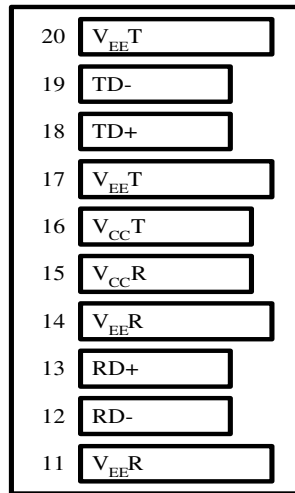 20 VEET
19 TD-
18 TD+
17 VEET
16 VCCT
15 VCCR
14 VEER
13 RD+
12 RD-
11 VEER